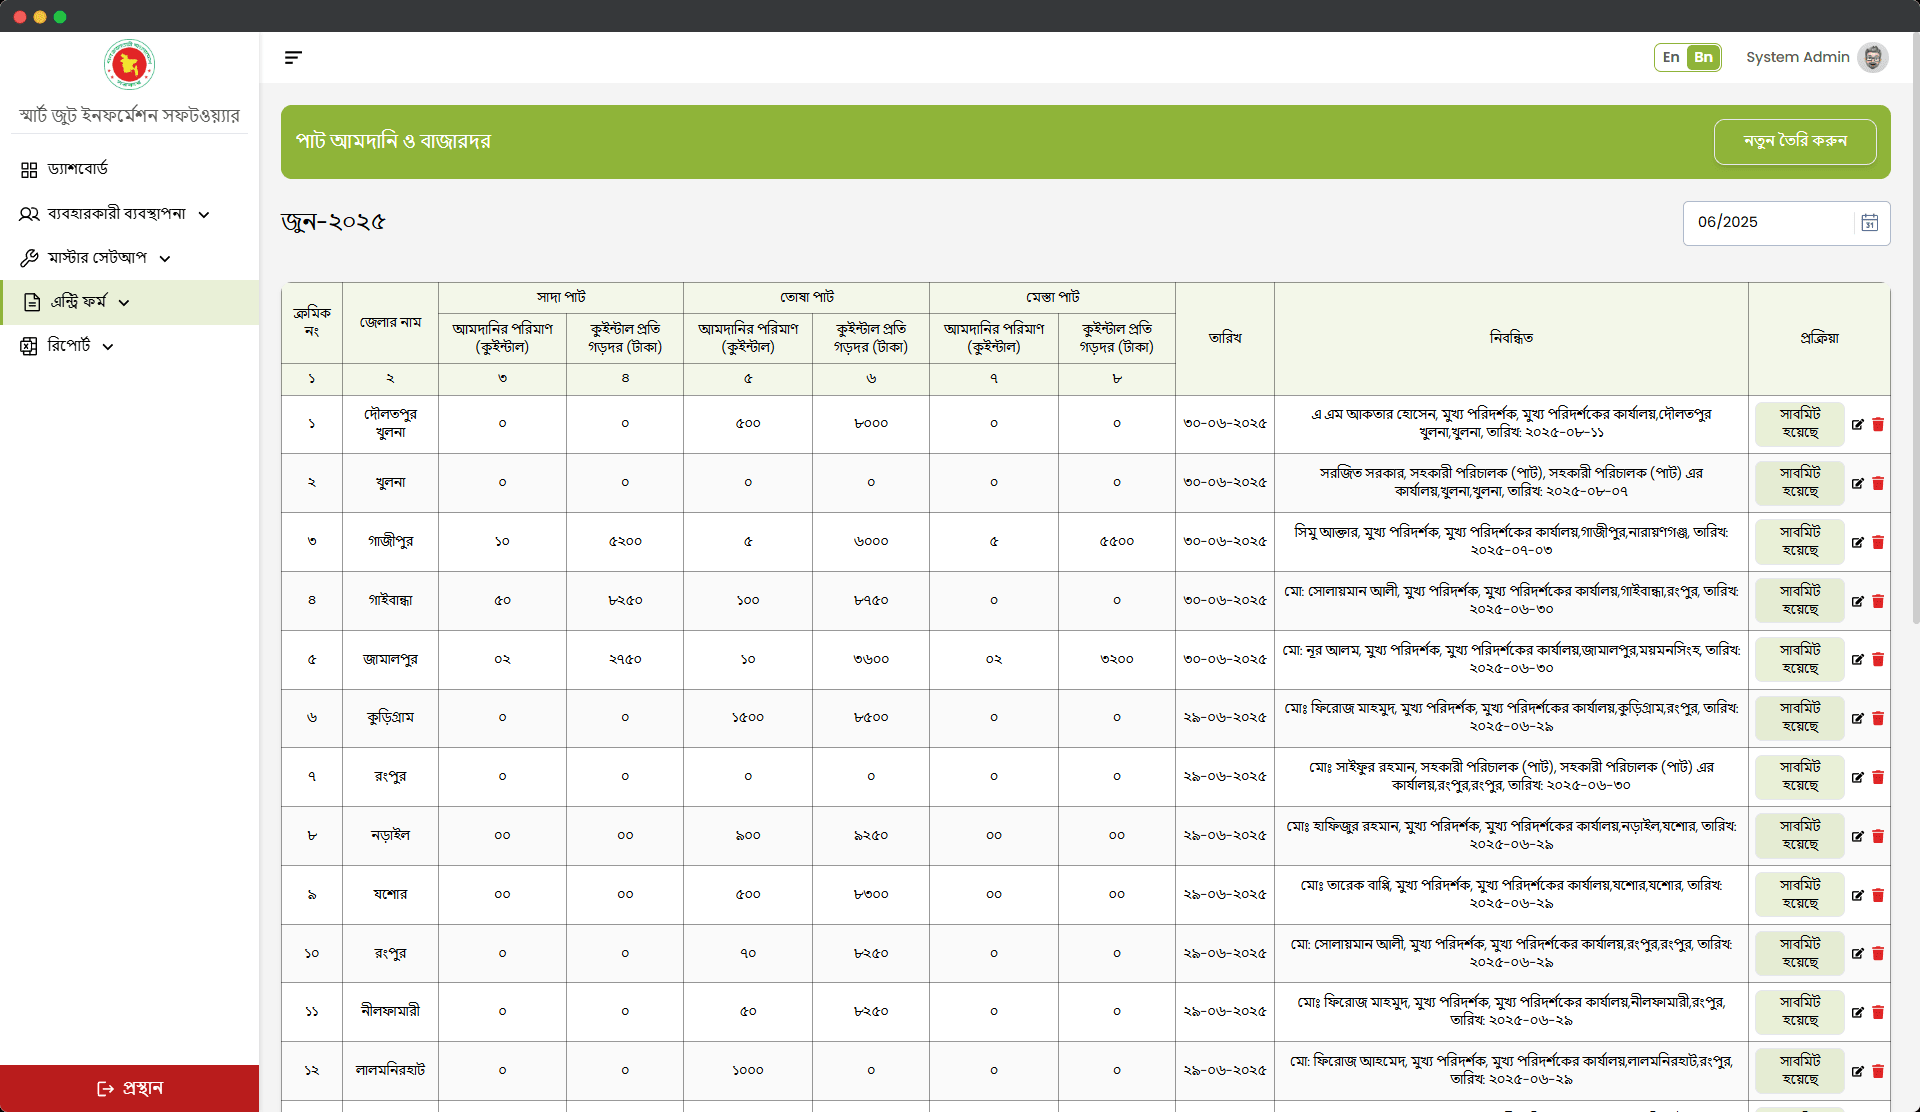 En Bn System Admin
স্মার্ট জুট ইনফর্মেশন সফটওয়্যার
ড্যাশবোর্ড
ব্যবহারকারী ব্যবস্থাপনা
মাস্টার সেটআপ
এন্ট্রি ফর্ম
রিপোর্ট
প্রস্থান
পাট আমদানি ও বাজারদর
নতুন তৈরি করুন
জুন-২০২৫
06/2025
ক্রমিক নং জেলার নাম সাদা পাট তোষা পাট মেস্তা পাট তারিখ নিবন্ধিত প্রক্রিয়া
আমদানির পরিমাণ (কুইন্টাল) কুইন্টাল প্রতি গড়দর (টাকা) আমদানির পরিমাণ (কুইন্টাল) কুইন্টাল প্রতি গড়দর (টাকা) আমদানির পরিমাণ (কুইন্টাল) কুইন্টাল প্রতি গড়দর (টাকা)
১ ২ ৩ ৪ ৫ ৬ ৭ ৮
১ দৌলতপুর খুলনা ০ ০ ৫০০ ৮০০০ ০ ০ ৩০-০৬-২০২৫ এ এম আকতার হোসেন, মুখ্য পরিদর্শক, মুখ্য পরিদর্শকের কার্যালয়,দৌলতপুর খুলনা,খুলনা, তারিখ: ২০২৫-০৮-১১ সাবমিট হয়েছে
২ খুলনা ০ ০ ০ ০ ০ ০ ৩০-০৬-২০২৫ সরজিত সরকার, সহকারী পরিচালক (পাট), সহকারী পরিচালক (পাট) এর কার্যালয়,খুলনা,খুলনা, তারিখ: ২০২৫-০৮-০৭ সাবমিট হয়েছে
৩ গাজীপুর ১০ ৫২০০ ৫ ৬০০০ ৫ ৫৫০০ ৩০-০৬-২০২৫ সিমু আক্তার, মুখ্য পরিদর্শক, মুখ্য পরিদর্শকের কার্যালয়,গাজীপুর,নারায়ণগঞ্জ, তারিখ: ২০২৫-০৭-০৩ সাবমিট হয়েছে
৪ গাইবান্ধা ৫০ ৮২৫০ ১০০ ৮৭৫০ ০ ০ ৩০-০৬-২০২৫ মো: সোলায়মান আলী, মুখ্য পরিদর্শক, মুখ্য পরিদর্শকের কার্যালয়,গাইবান্ধা,রংপুর, তারিখ: ২০২৫-০৬-৩০ সাবমিট হয়েছে
৫ জামালপুর ০২ ২৭৫০ ১০ ৩৬০০ ০২ ৩২০০ ৩০-০৬-২০২৫ মো: নূর আলম, মুখ্য পরিদর্শক, মুখ্য পরিদর্শকের কার্যালয়,জামালপুর,ময়মনসিংহ, তারিখ: ২০২৫-০৬-৩০ সাবমিট হয়েছে
৬ কুড়িগ্রাম ০ ০ ১৫০০ ৮৫০০ ০ ০ ২৯-০৬-২০২৫ মোঃ ফিরোজ মাহমুদ, মুখ্য পরিদর্শক, মুখ্য পরিদর্শকের কার্যালয়,কুড়িগ্রাম,রংপুর, তারিখ: ২০২৫-০৬-২৯ সাবমিট হয়েছে
৭ রংপুর ০ ০ ০ ০ ০ ০ ২৯-০৬-২০২৫ মোঃ সাইফুর রহমান, সহকারী পরিচালক (পাট), সহকারী পরিচালক (পাট) এর কার্যালয়,রংপুর,রংপুর, তারিখ: ২০২৫-০৬-৩০ সাবমিট হয়েছে
৮ নড়াইল ০০ ০০ ৯০০ ৯২৫০ ০০ ০০ ২৯-০৬-২০২৫ মোঃ হাফিজুর রহমান, মুখ্য পরিদর্শক, মুখ্য পরিদর্শকের কার্যালয়,নড়াইল,যশোর, তারিখ: ২০২৫-০৬-২৯ সাবমিট হয়েছে
৯ যশোর ০০ ০০ ৫০০ ৮৩০০ ০০ ০০ ২৯-০৬-২০২৫ মোঃ তারেক বাপ্পি, মুখ্য পরিদর্শক, মুখ্য পরিদর্শকের কার্যালয়,যশোর,যশোর, তারিখ: ২০২৫-০৬-২৯ সাবমিট হয়েছে
১০ রংপুর ০ ০ ৭০ ৮২৫০ ০ ০ ২৯-০৬-২০২৫ মো: সোলায়মান আলী, মুখ্য পরিদর্শক, মুখ্য পরিদর্শকের কার্যালয়,রংপুর,রংপুর, তারিখ: ২০২৫-০৬-২৯ সাবমিট হয়েছে
১১ নীলফামারী ০ ০ ৫০ ৮২৫০ ০ ০ ২৯-০৬-২০২৫ মোঃ ফিরোজ মাহমুদ, মুখ্য পরিদর্শক, মুখ্য পরিদর্শকের কার্যালয়,নীলফামারী,রংপুর, তারিখ: ২০২৫-০৬-২৯ সাবমিট হয়েছে
১২ লালমনিরহাট ০ ০ ১০০০ ০ ০ ০ ২৯-০৬-২০২৫ মো: ফিরোজ আহমেদ, মুখ্য পরিদর্শক, মুখ্য পরিদর্শকের কার্যালয়,লালমনিরহাট,রংপুর, তারিখ: ২০২৫-০৬-২৯ সাবমিট হয়েছে